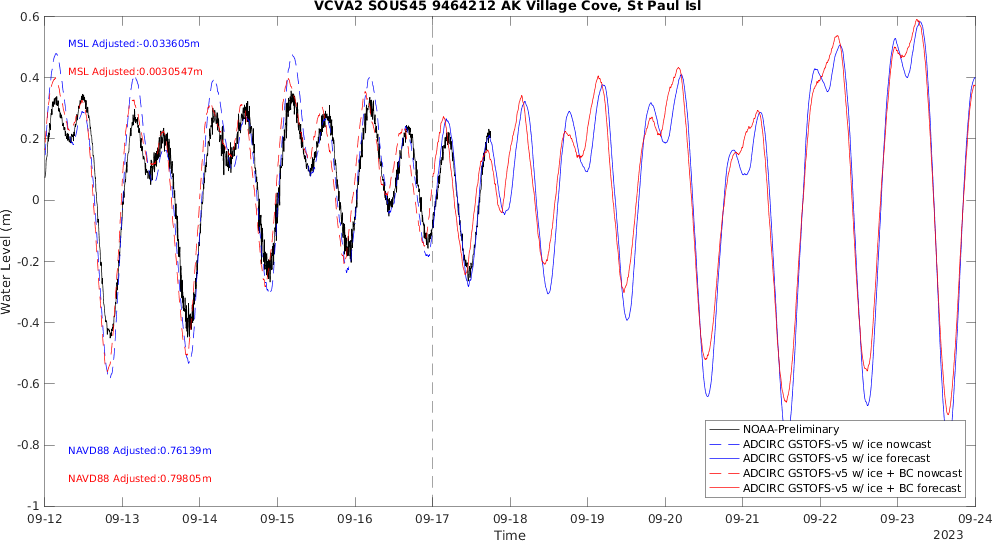 VCVA2 SOUS45 9464212 AK Village Cove, St Paul Isl
0.6
0.4
0.2
0
-0.2
-0.4
-0.6
-0.8
-1
Water Level (m)
MSL Adjusted:-0.033605m
MSL Adjusted:0.0030547m
NAVD88 Adjusted:0.76139m
NAVD88 Adjusted:0.79805m
NOAA-Preliminary
ADCIRC GSTOFS-v5 w/ ice nowcast
ADCIRC GSTOFS-v5 w/ ice forecast
ADCIRC GSTOFS-v5 w/ ice + BC nowcast
ADCIRC GSTOFS-v5 w/ ice + BC forecast
09-12 09-13 09-14 09-15 09-16 09-17 09-18 09-19 09-20 09-21 09-22 09-23 09-24
Time
2023